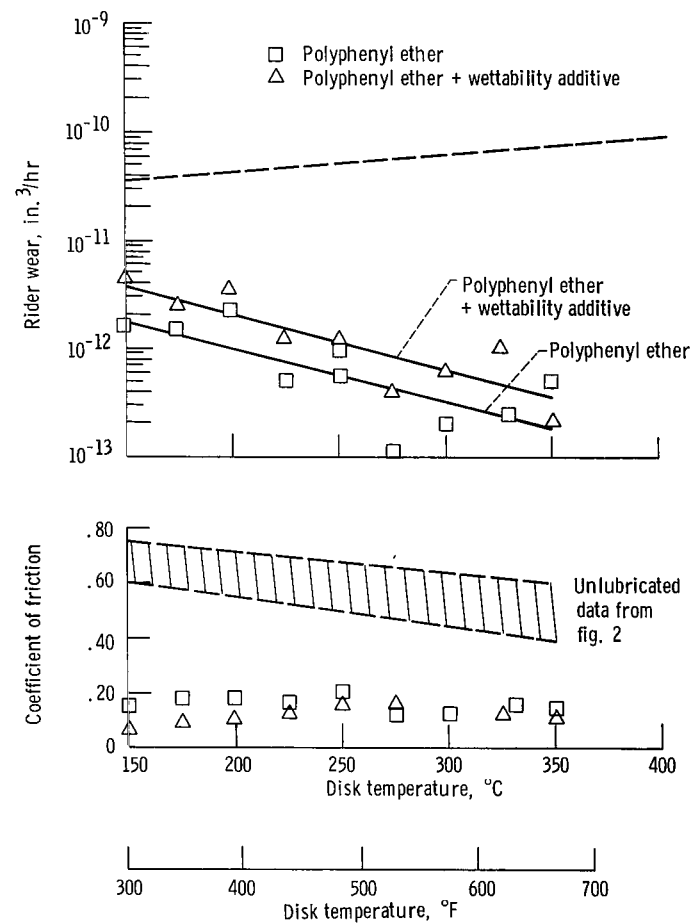 10-9
□ Polyphenyl ether
△ Polyphenyl ether + wettability additive
10-10
Rider wear, in.3/hr
10-11
Polyphenyl ether
+ wettability additive
10-12
Polyphenyl ether
10-13
.80
.60
Unlubricated
data from
fig. 2
.40
Coefficient of friction
.20
0
150 200 250 300 350 400
Disk temperature, °C
300 400 500 600 700
Disk temperature, °F